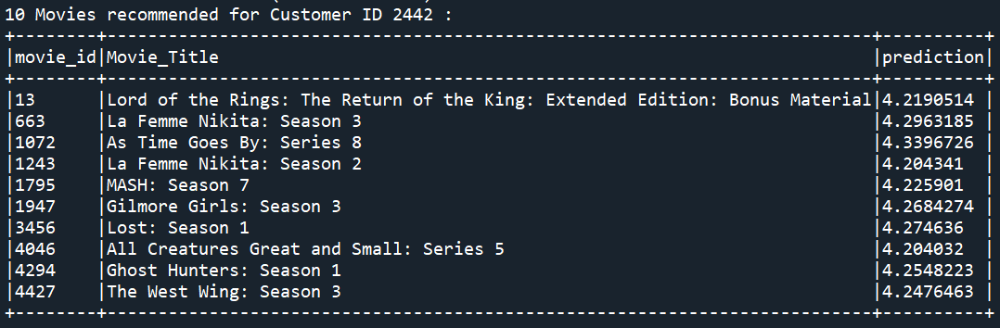 10 Movies recommended for Customer ID 2442 :
+--------+---------------------------------------------------------------------------+----------+
|movie_id|Movie_Title                                                                |prediction|
+--------+---------------------------------------------------------------------------+----------+
|13      |Lord of the Rings: The Return of the King: Extended Edition: Bonus Material|4.2190514 |
|663     |La Femme Nikita: Season 3                                                  |4.2963185 |
|1072    |As Time Goes By: Series 8                                                  |4.3396726 |
|1243    |La Femme Nikita: Season 2                                                  |4.204341  |
|1795    |MASH: Season 7                                                             |4.225901  |
|1947    |Gilmore Girls: Season 3                                                    |4.2684274 |
|3456    |Lost: Season 1                                                             |4.274636  |
|4046    |All Creatures Great and Small: Series 5                                    |4.204032  |
|4294    |Ghost Hunters: Season 1                                                    |4.2548223 |
|4427    |The West Wing: Season 3                                                    |4.2476463 |
+--------+---------------------------------------------------------------------------+----------+